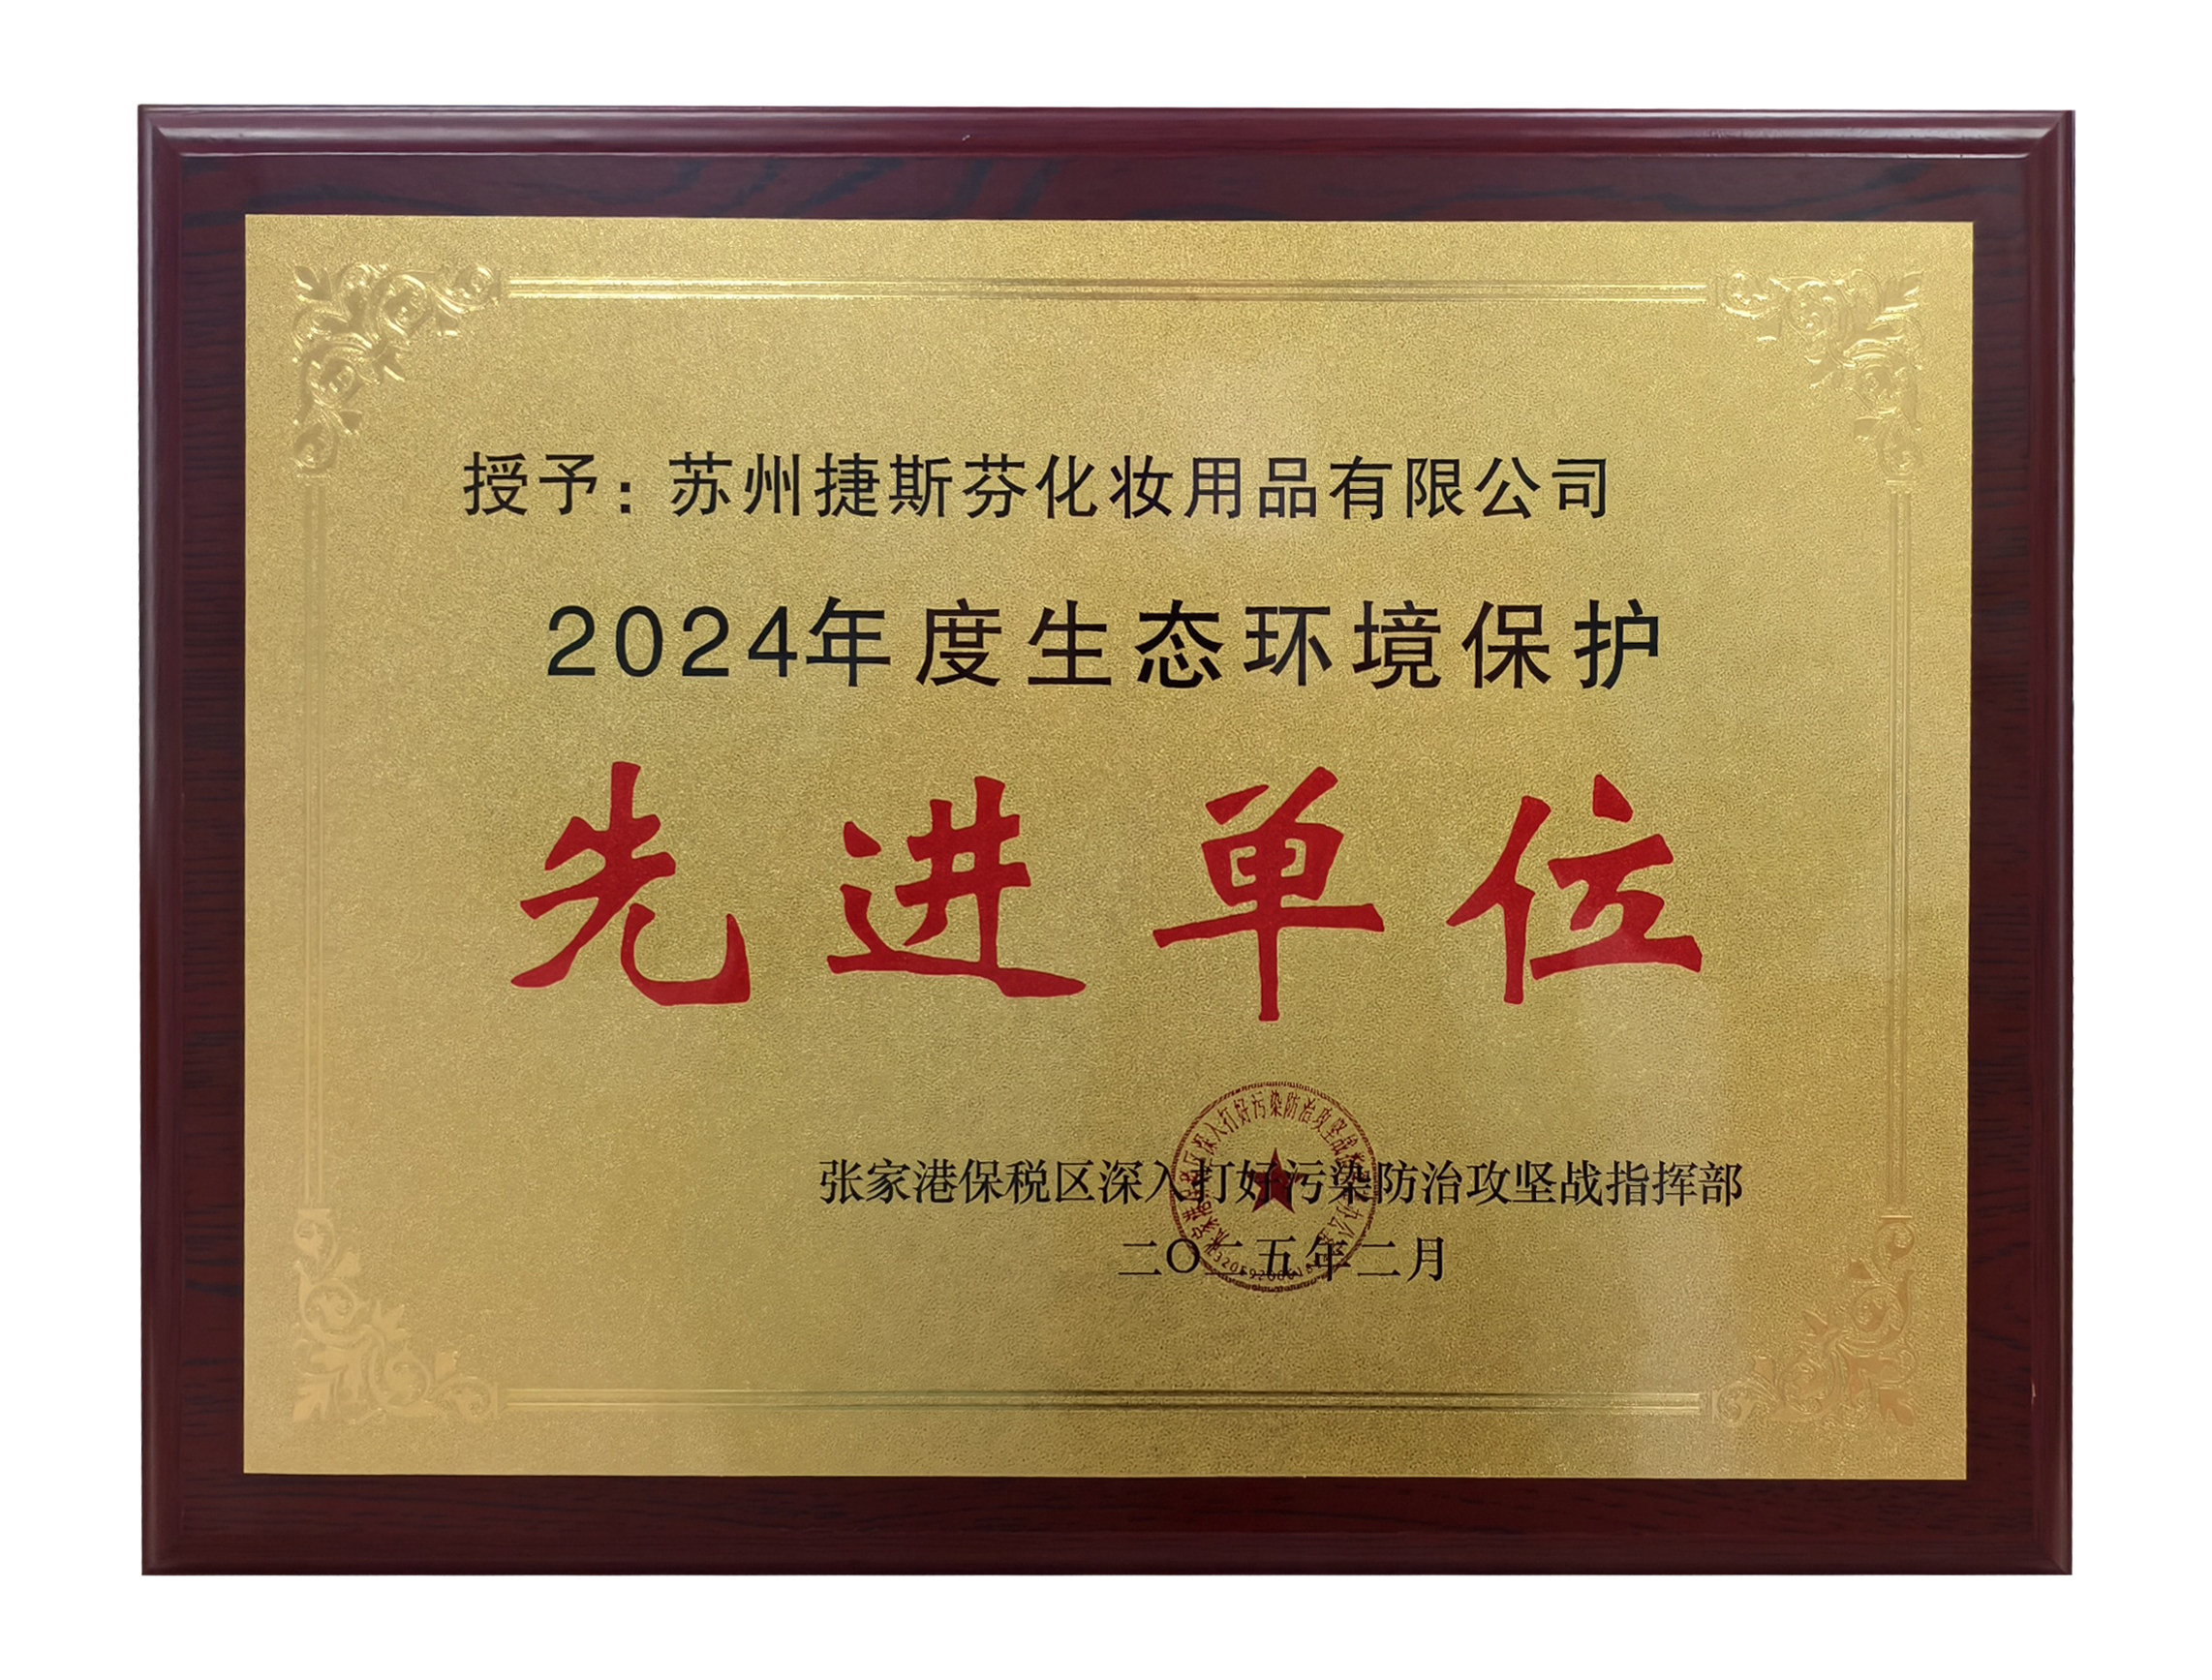 授予：苏州捷斯芬化妆用品有限公司
2024年度生态环境保护
先进单位
张家港保税区深入打好污染防治攻坚战指挥部
二〇二五年二月